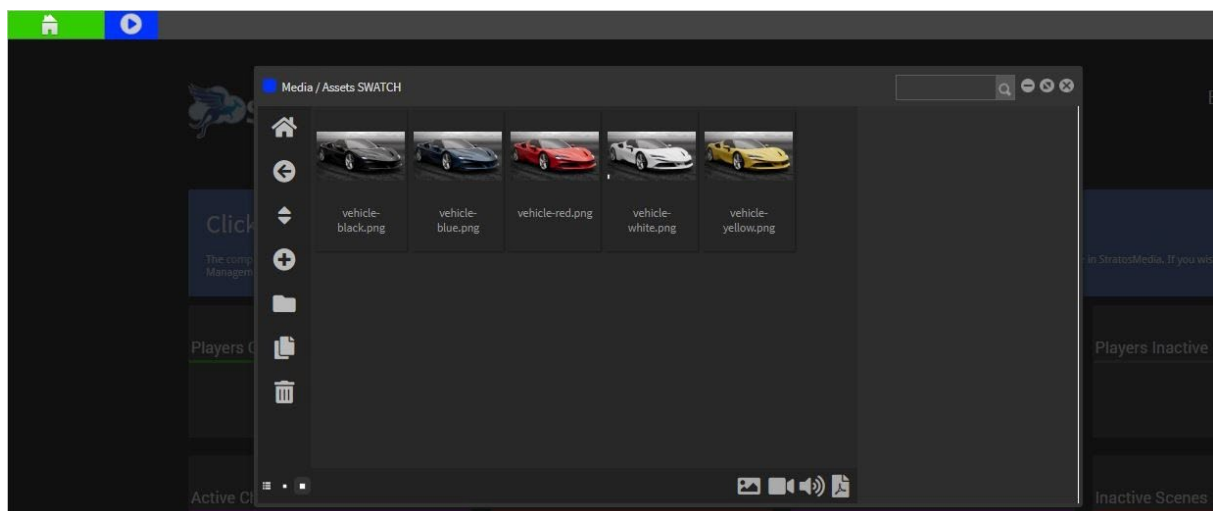 Media / Assets SWATCH
vehicle-
black.png
vehicle-
blue.png
vehicle-red.png
vehicle-
white.png
vehicle-
yellow.png
Click
The comp
in StratosMedia. If you wis
Managem
Players
Players Inactive
Active Ch
Inactive Scenes